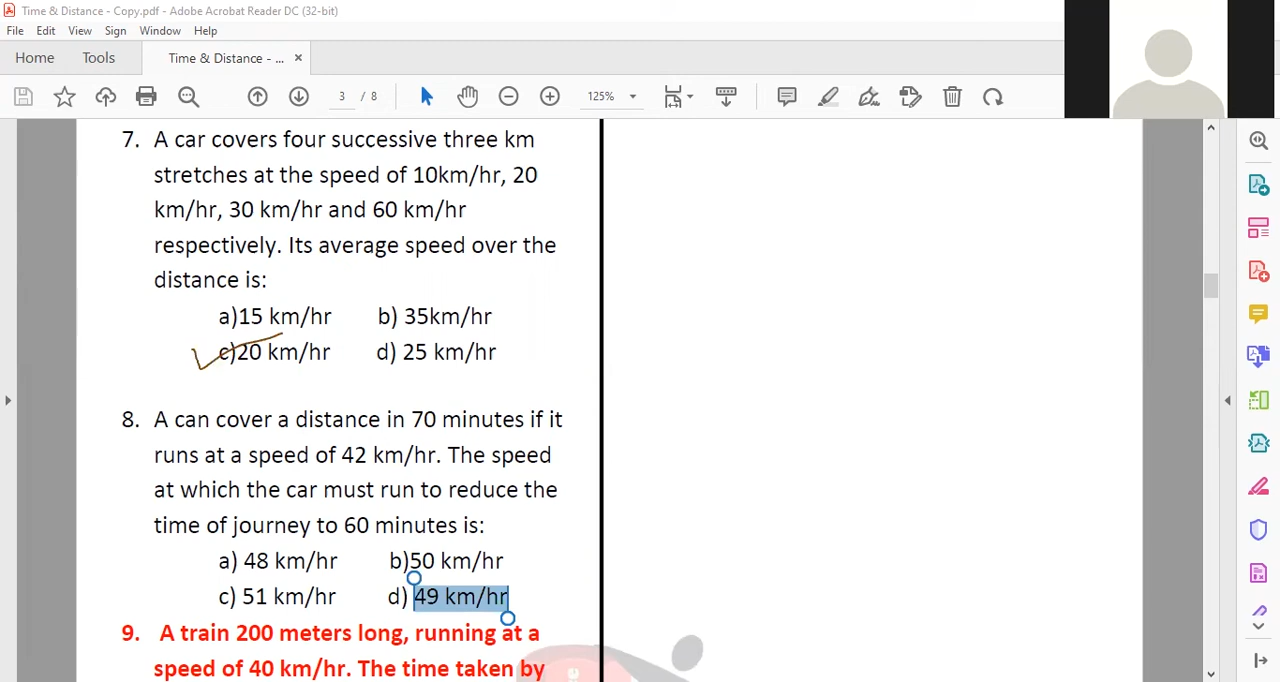 Time & Distance - Copy.pdf - Adobe Acrobat Reader DC (32-bit)
File Edit View Sign Window Help
Home Tools Time & Distance - ... ×
3 / 8 125%
7. A car covers four successive three km
stretches at the speed of 10km/hr, 20
km/hr, 30 km/hr and 60 km/hr
respectively. Its average speed over the
distance is:
a)15 km/hr b) 35km/hr
c)20 km/hr d) 25 km/hr
8. A can cover a distance in 70 minutes if it
runs at a speed of 42 km/hr. The speed
at which the car must run to reduce the
time of journey to 60 minutes is:
a) 48 km/hr b)50 km/hr
c) 51 km/hr d) 49 km/hr
9. A train 200 meters long, running at a
speed of 40 km/hr. The time taken by